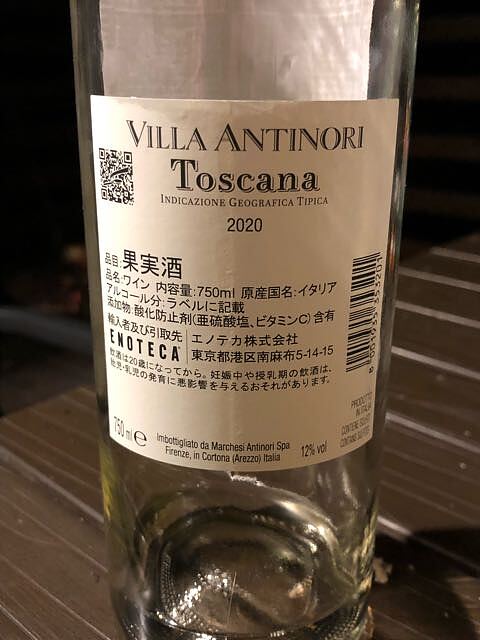 VILLA ANTINORI
Toscana
INDICAZIONE GEOGRAFICA TIPICA
2020
品目:果実酒
品名:ワイン 内容量:750ml 原産国名:イタリア
アルコール分:ラベルに記載
添加物:酸化防止剤(亜硫酸塩、ビタミンC)含有
輸入者及び引取先
ENOTECA
エノテカ株式会社
東京都港区南麻布5-14-15
飲酒は20歳になってから。妊娠中や授乳期の飲酒は、
胎児・乳児の発育に悪影響を与えるおそれがあります。
750 ml e
Imbottigliato da Marchesi Antinori Spa
Firenze, in Cortona (Arezzo) Italia
12% vol
PRODOTTO
IN ITALIA